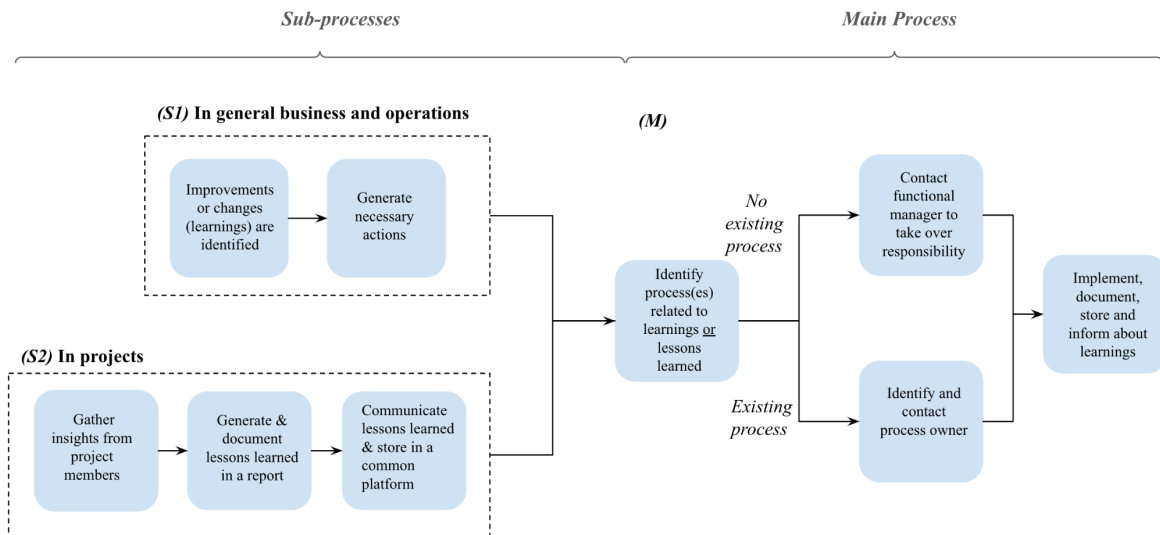 Sub-processes
Main Process
(S1) In general business and operations
(M)
Improvements
or changes
(learnings) are
identified
Generate
necessary
actions
No
existing
process
Contact
functional
manager to
take over
responsibility
Identify
process(es)
related to
learnings or
lessons
learned
Implement,
document,
store and
inform about
learnings
(S2) In projects
Gather
insights from
project
members
Generate &
document
lessons learned
in a report
Communicate
lessons learned
& store in a
common
platform
Existing
process
Identify and
contact
process owner